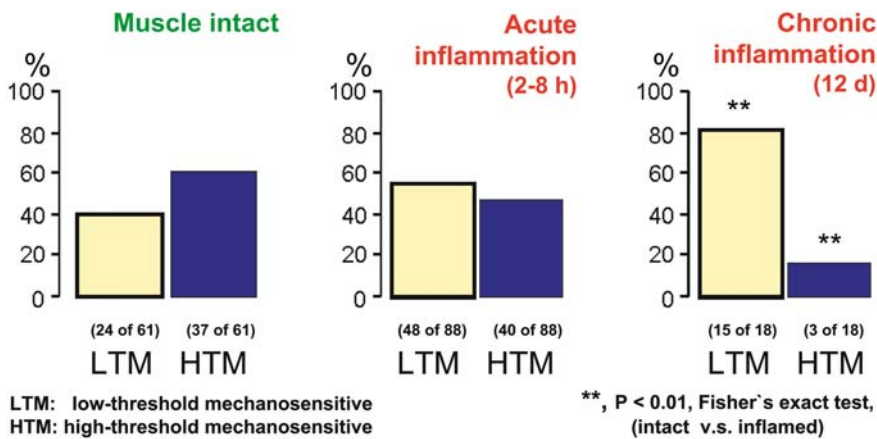 Muscle intact
Acute
inflammation
(2-8 h)
Chronic
inflammation
(12 d)
%
100
80
60
40
20
0
(24 of 61) (37 of 61)
LTM HTM
%
100
80
60
40
20
0
(48 of 88) (40 of 88)
LTM HTM
%
100
80
60
40
20
0
**
**
(15 of 18) (3 of 18)
LTM HTM
LTM: low-threshold mechanosensitive
HTM: high-threshold mechanosensitive
**, P < 0.01, Fisher`s exact test,
(intact v.s. inflamed)